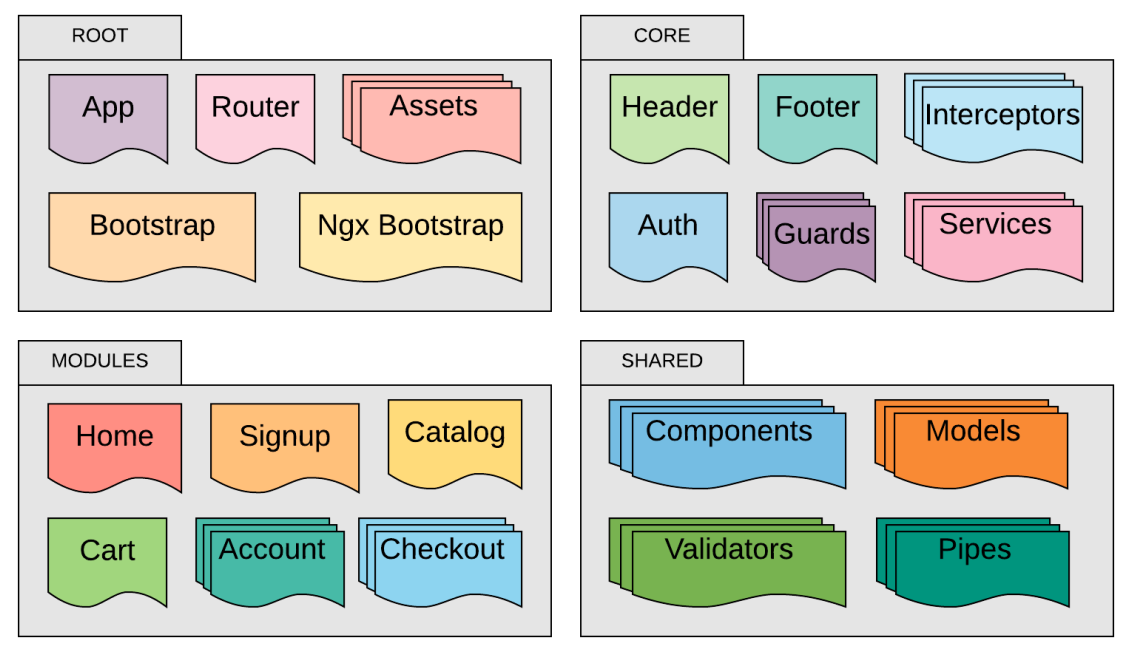 ROOT
App
Router
Assets
Bootstrap
Ngx Bootstrap
CORE
Header
Footer
Interceptors
Auth
Guards
Services
MODULES
Home
Signup
Catalog
Cart
Account
Checkout
SHARED
Components
Models
Validators
Pipes